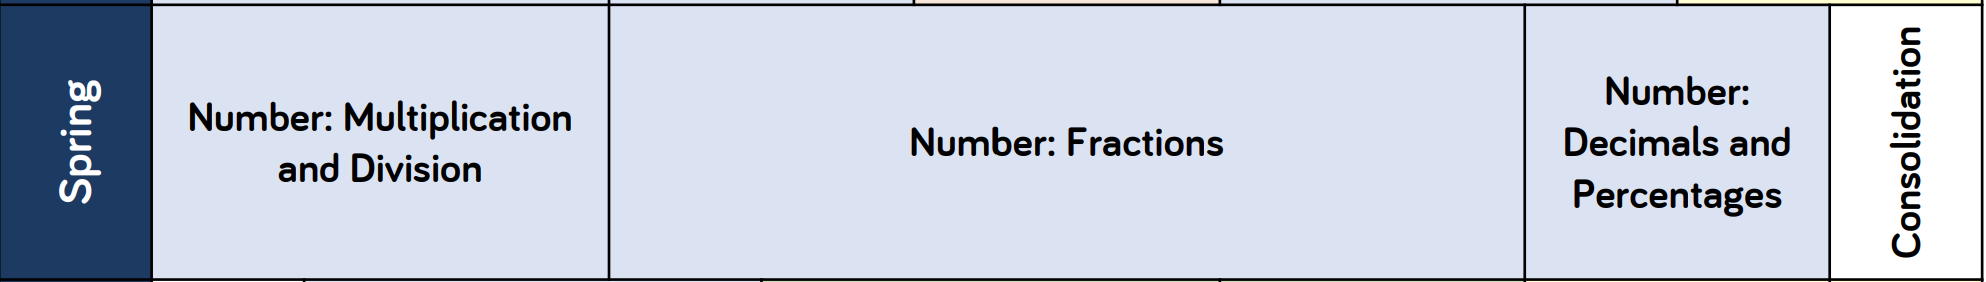 Spring
Number: Multiplication
and Division
Number: Fractions
Number:
Decimals and
Percentages
Consolidation